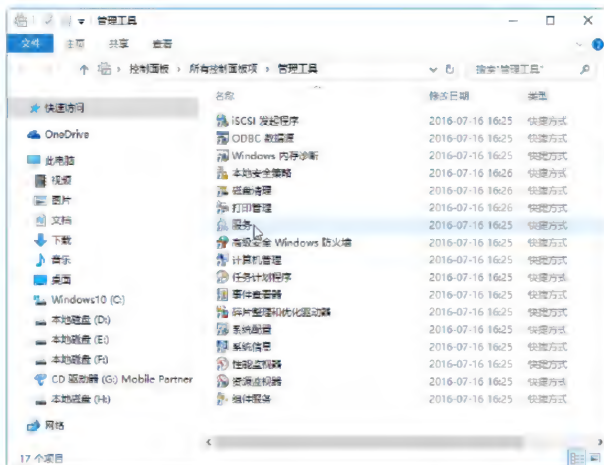 管理工具
文件 主页 共享 查看
控制面板 › 所有控制面板项 › 管理工具 搜索"管理工具"
名称 修改日期 类型
快速访问
OneDrive
此电脑
视频
图片
文档
下载
音乐
桌面
Windows10 (C:)
本地磁盘 (D:)
本地磁盘 (E:)
本地磁盘 (F:)
CD 驱动器 (G:) Mobile Partner
本地磁盘 (H:)
网络
iSCSI 发起程序 2016-07-16 16:25 快捷方式
ODBC 数据源 2016-07-16 16:25 快捷方式
Windows 内存诊断 2016-07-16 16:25 快捷方式
本地安全策略 2016-07-16 16:26 快捷方式
磁盘清理 2016-07-16 16:26 快捷方式
打印管理 2016-07-16 16:26 快捷方式
服务 2016-07-16 16:25 快捷方式
高级安全 Windows 防火墙 2016-07-16 16:25 快捷方式
计算机管理 2016-07-16 16:25 快捷方式
任务计划程序 2016-07-16 16:25 快捷方式
事件查看器 2016-07-16 16:25 快捷方式
碎片整理和优化驱动器 2016-07-16 16:25 快捷方式
系统配置 2016-07-16 16:25 快捷方式
系统信息 2016-07-16 16:25 快捷方式
性能监视器 2016-07-16 16:25 快捷方式
资源监视器 2016-07-16 16:25 快捷方式
组件服务 2016-07-16 16:25 快捷方式
17 个项目